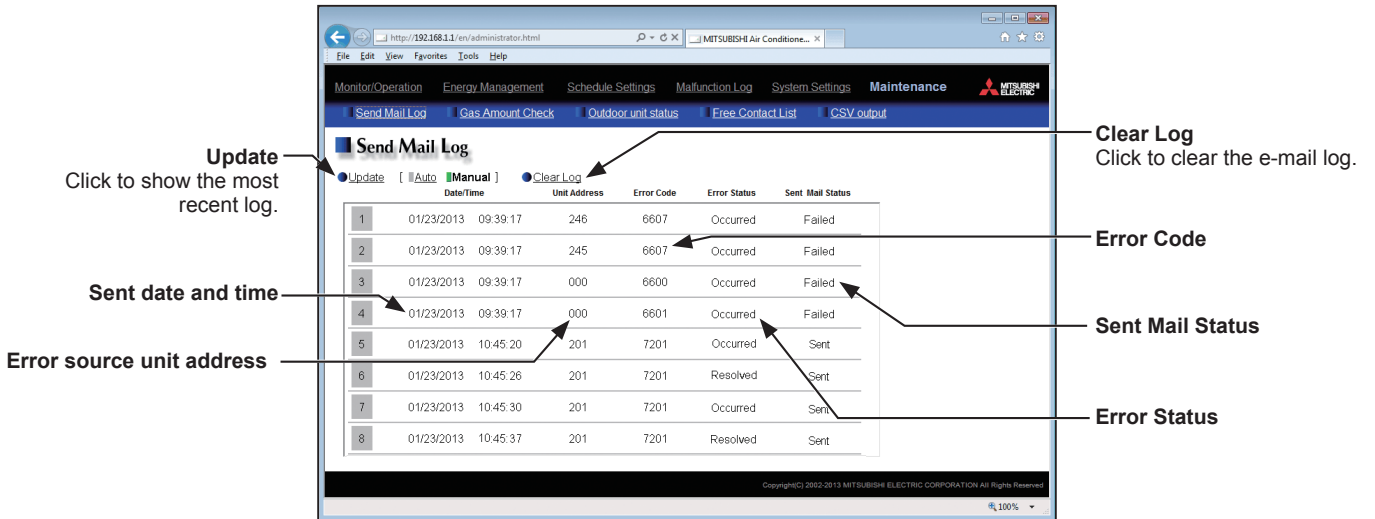 http://192.168.1.1/en/administrator.html
MITSUBISHI Air Conditione...
File Edit View Favorites Tools Help
Monitor/Operation Energy Management Schedule Settings Malfunction Log System Settings Maintenance
MITSUBISHI
ELECTRIC
Send Mail Log Gas Amount Check Outdoor unit status Free Contact List CSV output
Send Mail Log
Update [ Auto Manual ] Clear Log
Date/Time Unit Address Error Code Error Status Sent Mail Status
1 01/23/2013 09:39:17 246 6607 Occurred Failed
2 01/23/2013 09:39:17 245 6607 Occurred Failed
3 01/23/2013 09:39:17 000 6600 Occurred Failed
4 01/23/2013 09:39:17 000 6601 Occurred Failed
5 01/23/2013 10:45:20 201 7201 Occurred Sent
6 01/23/2013 10:45:26 201 7201 Resolved Sent
7 01/23/2013 10:45:30 201 7201 Occurred Sent
8 01/23/2013 10:45:37 201 7201 Resolved Sent
Copyright(C) 2002-2013 MITSUBISHI ELECTRIC CORPORATION All Rights Reserved
100%
Update
Click to show the most
recent log.
Sent date and time
Error source unit address
Clear Log
Click to clear the e-mail log.
Error Code
Sent Mail Status
Error Status